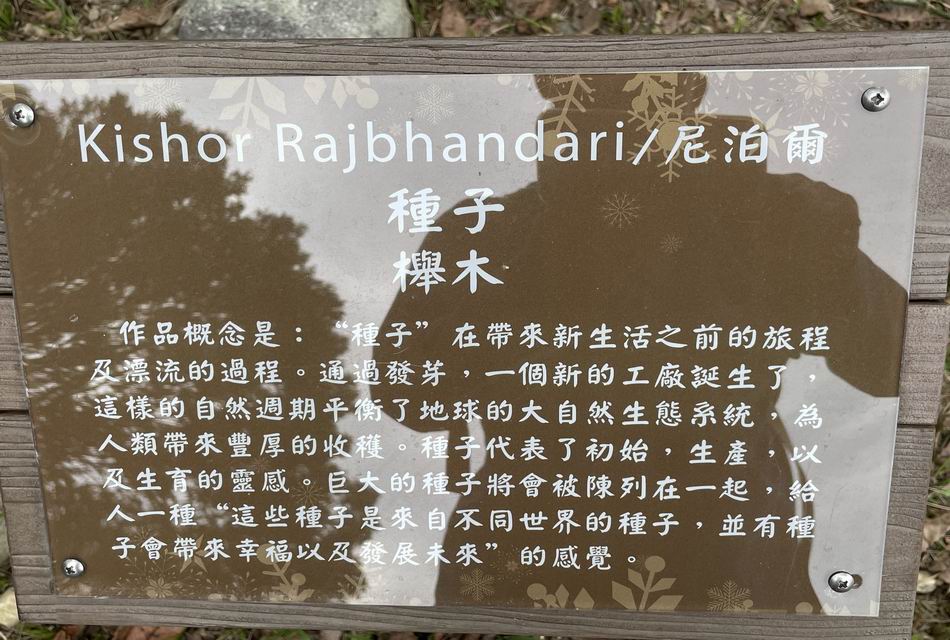 Kishor Rajbhandari/尼泊爾
種子
櫸木
作品概念是：“種子”在帶來新生活之前的旅程
及漂流的過程。通過發芽，一個新的工廠誕生了，
這樣的自然週期平衡了地球的大自然生態系統，為
人類帶來豐厚的收穫。種子代表了初始，生產，以
及生育的靈感。巨大的種子將會被陳列在一起，給
人一種“這些種子是來自不同世界的種子，並有種
子會帶來幸福以及發展未來”的感覺。